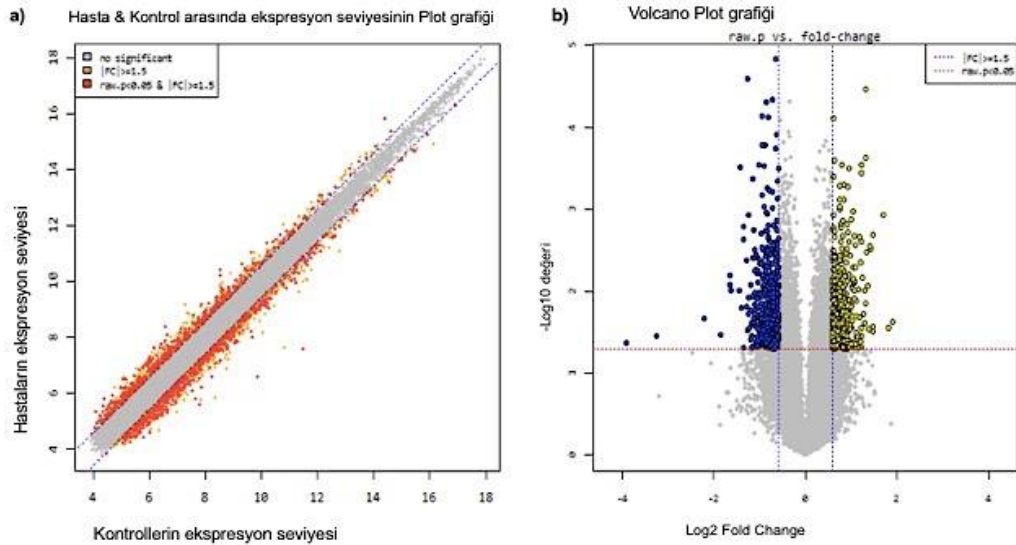 a)
Hasta & Kontrol arasında ekspresyon seviyesinin Plot grafiği
no significant
|FC|>=1.5
raw.p<0.05 & |FC|>=1.5
Hastaların ekspresyon seviyesi
18
16
14
12
10
8
6
4
4 6 8 10 12 14 16 18
Kontrollerin ekspresyon seviyesi
b)
Volcano Plot grafiği
raw.p vs. fold-change
|FC|>=1.5
raw.p<0.05
-Log10 değeri
5
4
3
2
1
0
-4 -2 0 2 4
Log2 Fold Change